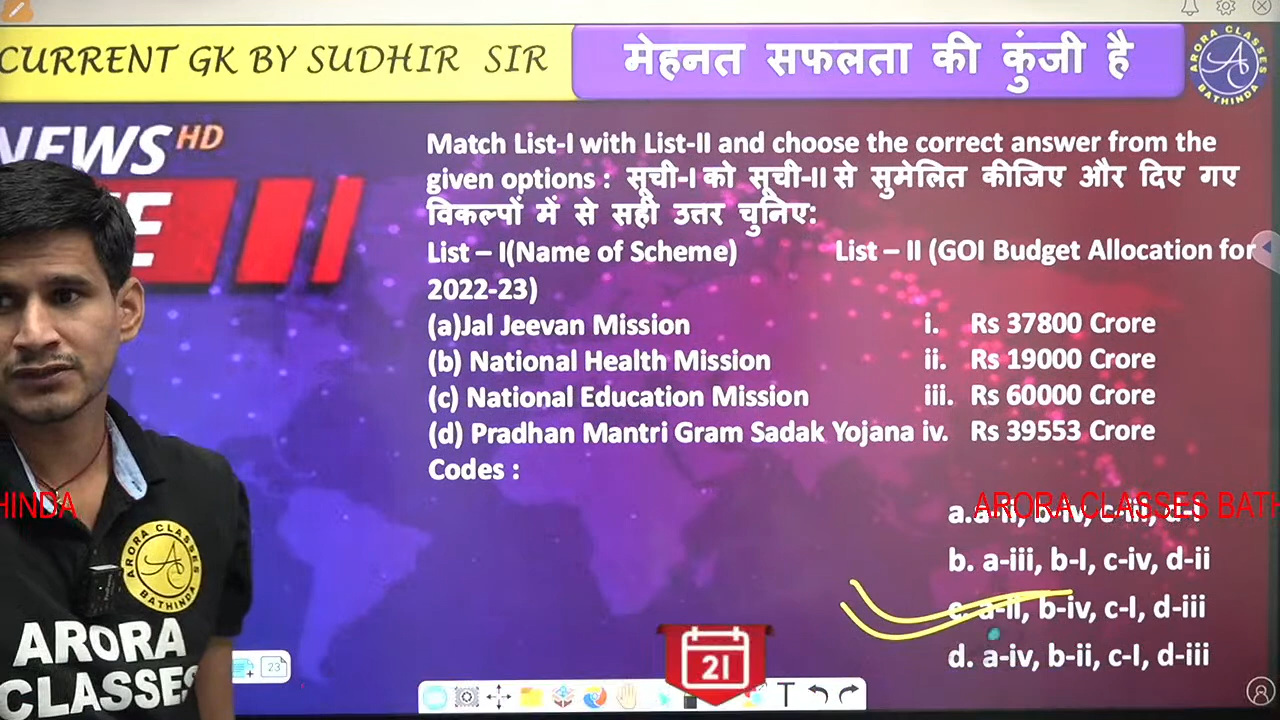 CURRENT GK BY SUDHIR SIR
मेहनत सफलता की कुंजी है
ARORA CLASSES
BATHINDA
NEWS HD
Match List-I with List-II and choose the correct answer from the
given options : सूची-I को सूची-II से सुमेलित कीजिए और दिए गए
विकल्पों में से सही उत्तर चुनिए:
List – I(Name of Scheme) List – II (GOI Budget Allocation for
2022-23)
(a)Jal Jeevan Mission i. Rs 37800 Crore
(b) National Health Mission ii. Rs 19000 Crore
(c) National Education Mission iii. Rs 60000 Crore
(d) Pradhan Mantri Gram Sadak Yojana iv. Rs 39553 Crore
Codes :
HINDA
ARORA CLASSES BATH
a.a-ii, b-iv, c-iii, d-i
b. a-iii, b-I, c-iv, d-ii
c. a-ii, b-iv, c-I, d-iii
d. a-iv, b-ii, c-I, d-iii
ARORA CLASSES
BATHINDA
ARORA
CLASSES
23
21
T